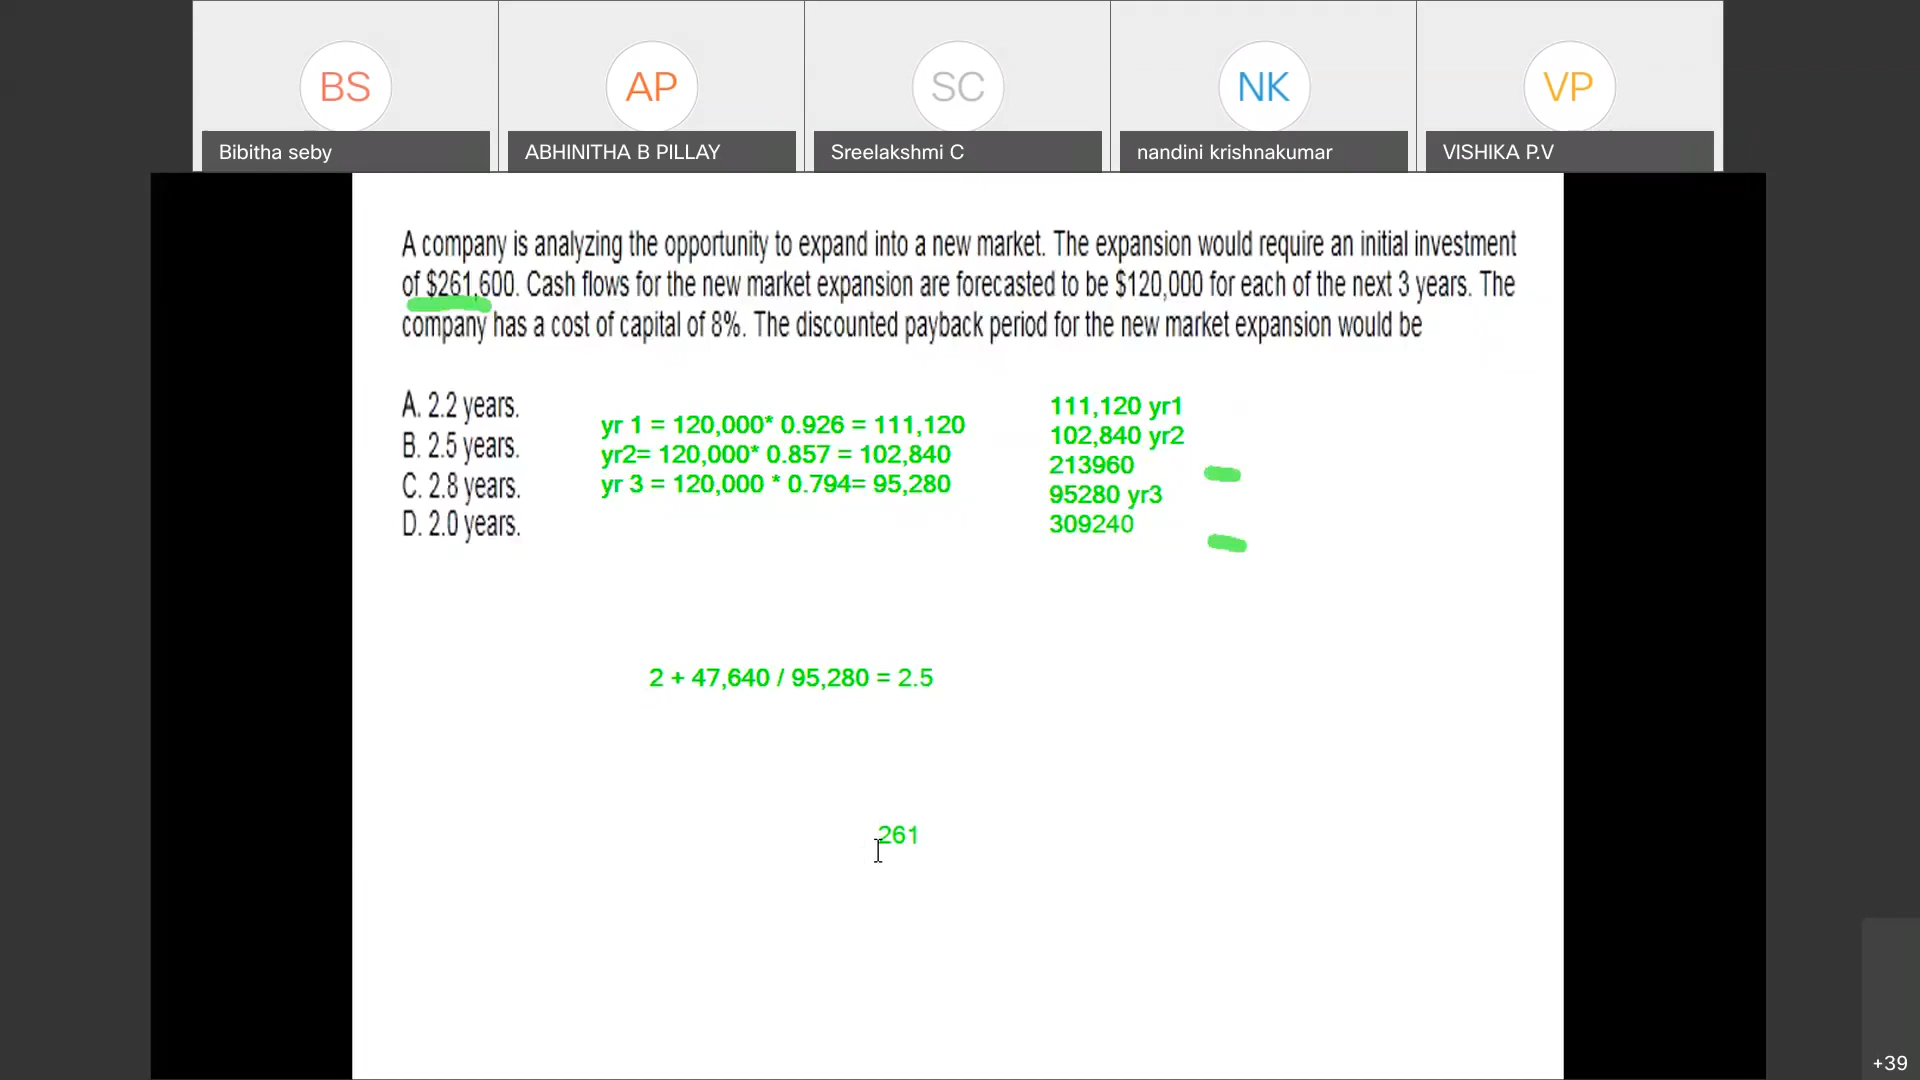 BS
AP
SC
NK
VP
Bibitha seby
ABHINITHA B PILLAY
Sreelakshmi C
nandini krishnakumar
VISHIKA P.V
A company is analyzing the opportunity to expand into a new market. The expansion would require an initial investment
of $261,600. Cash flows for the new market expansion are forecasted to be $120,000 for each of the next 3 years. The
company has a cost of capital of 8%. The discounted payback period for the new market expansion would be
A. 2.2 years.
B. 2.5 years.
C. 2.8 years.
D. 2.0 years.
yr 1 = 120,000* 0.926 = 111,120
yr2= 120,000* 0.857 = 102,840
yr 3 = 120,000 * 0.794= 95,280
111,120 yr1
102,840 yr2
213960
95280 yr3
309240
2 + 47,640 / 95,280 = 2.5
261
+39